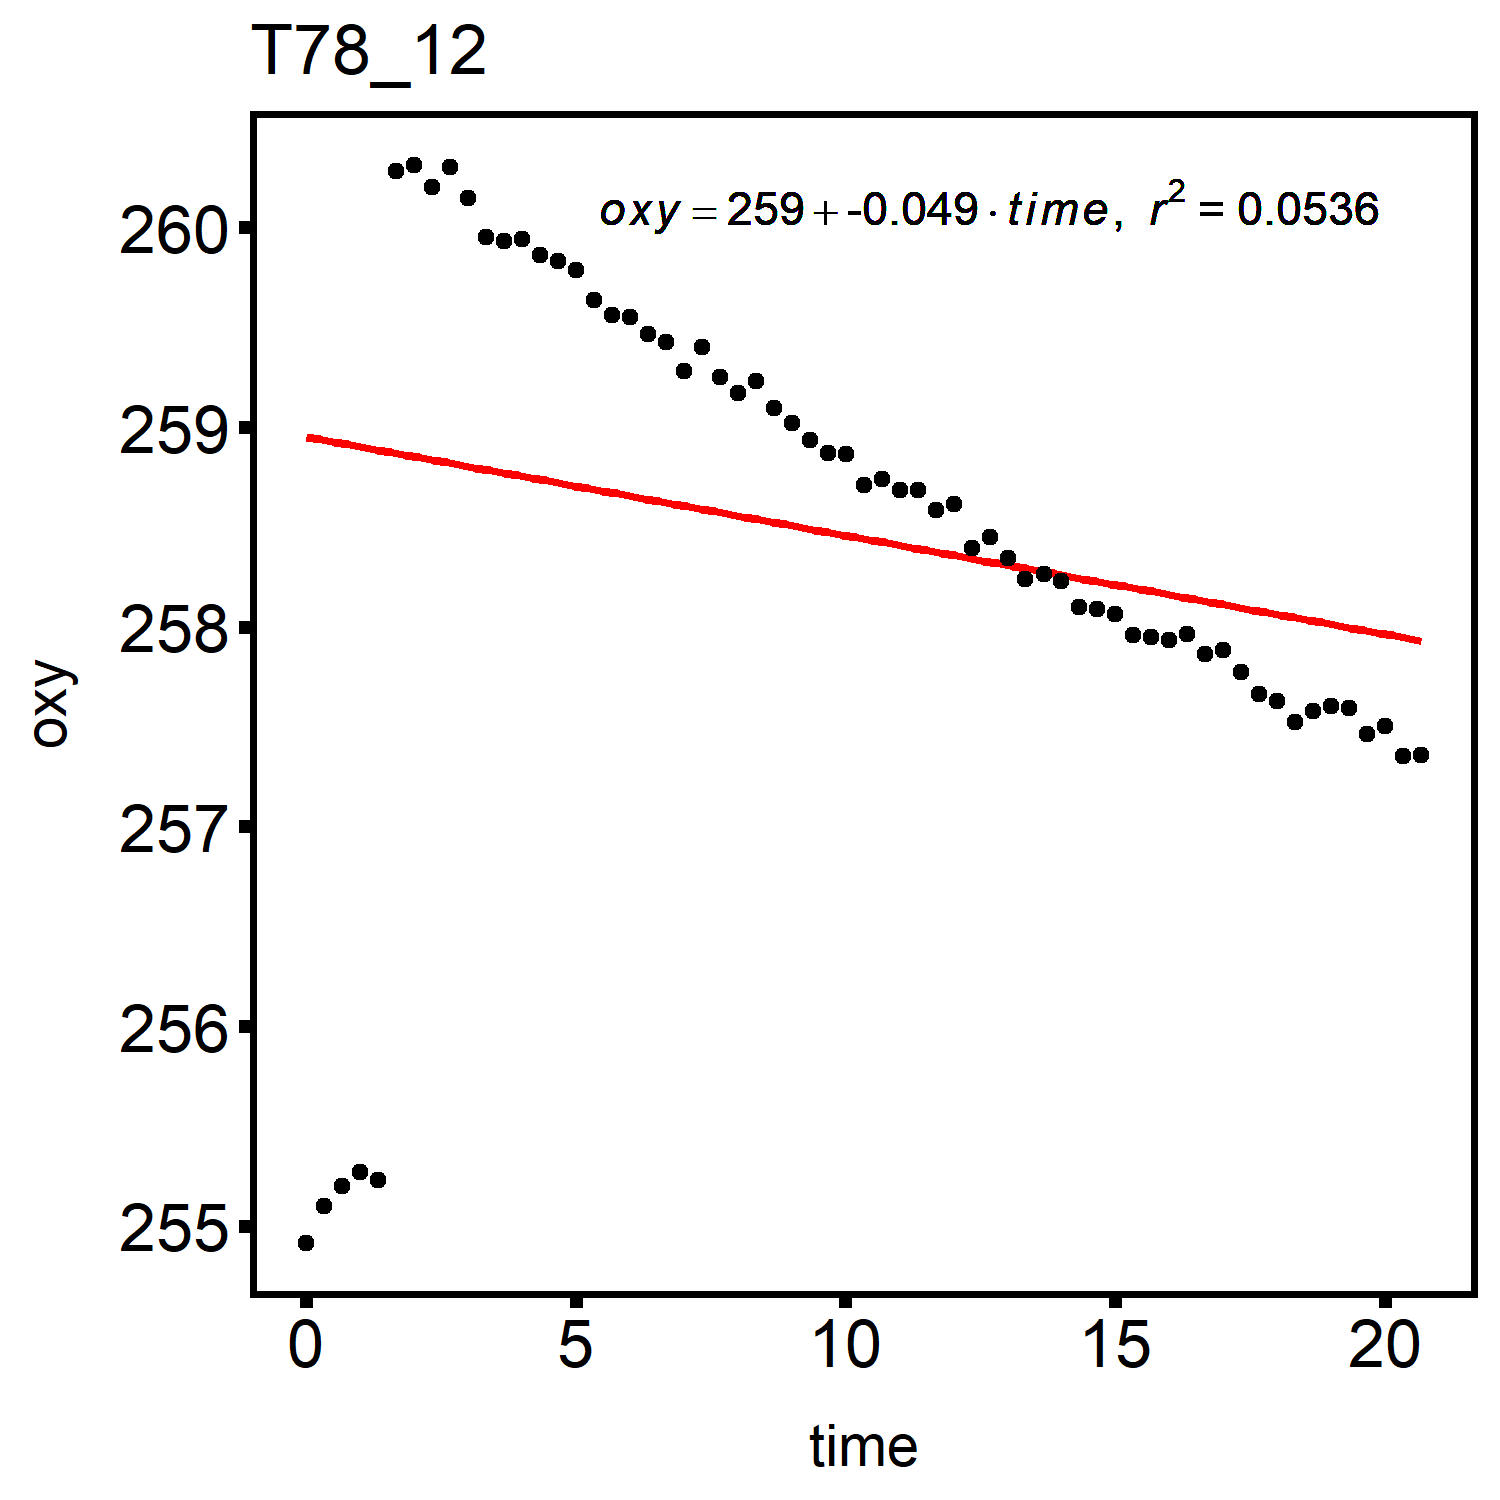 T78_12
oxy = 259 + -0.049 · time, r² = 0.0536
260
259
258
257
256
255
oxy
0 5 10 15 20
time